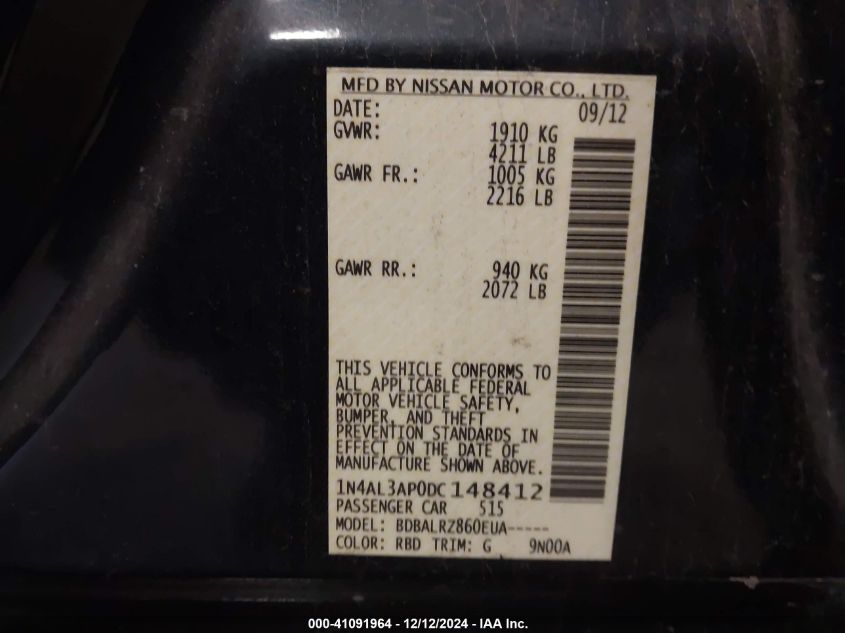 MFD BY NISSAN MOTOR CO., LTD.
DATE: 09/12
GVWR: 1910 KG
4211 LB
GAWR FR.: 1005 KG
2216 LB
GAWR RR.: 940 KG
2072 LB
THIS VEHICLE CONFORMS TO
ALL APPLICABLE FEDERAL
MOTOR VEHICLE SAFETY,
BUMPER, AND THEFT
PREVENTION STANDARDS IN
EFFECT ON THE DATE OF
MANUFACTURE SHOWN ABOVE.
1N4AL3AP0DC148412
PASSENGER CAR 515
MODEL: BDBALRZ860EUA-----
COLOR: RBD TRIM: G 9N00A
000-41091964 - 12/12/2024 - IAA Inc.